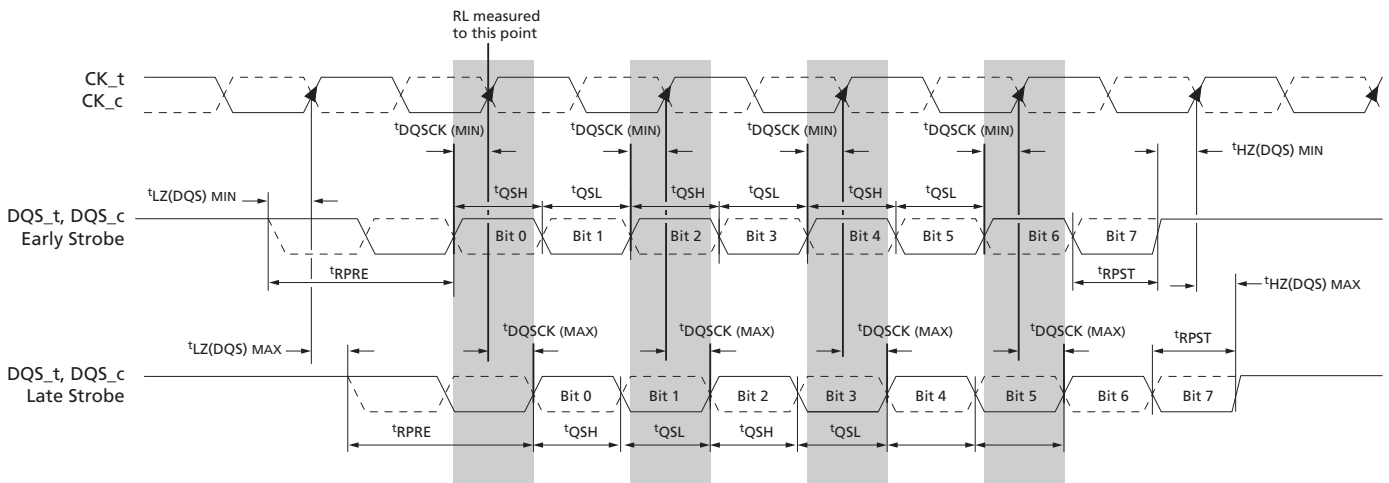 RL measured
to this point
CK_t
CK_c
tDQSCK (MIN) tDQSCK (MIN) tDQSCK (MIN) tDQSCK (MIN)
tHZ(DQS) MIN
tLZ(DQS) MIN
tQSH tQSL tQSH tQSL tQSH tQSL
DQS_t, DQS_c
Early Strobe
Bit 0 Bit 1 Bit 2 Bit 3 Bit 4 Bit 5 Bit 6 Bit 7
tRPRE tRPST
tHZ(DQS) MAX
tLZ(DQS) MAX
tDQSCK (MAX) tDQSCK (MAX) tDQSCK (MAX) tDQSCK (MAX)
tRPST
DQS_t, DQS_c
Late Strobe
Bit 0 Bit 1 Bit 2 Bit 3 Bit 4 Bit 5 Bit 6 Bit 7
tRPRE tQSH tQSL tQSH tQSL